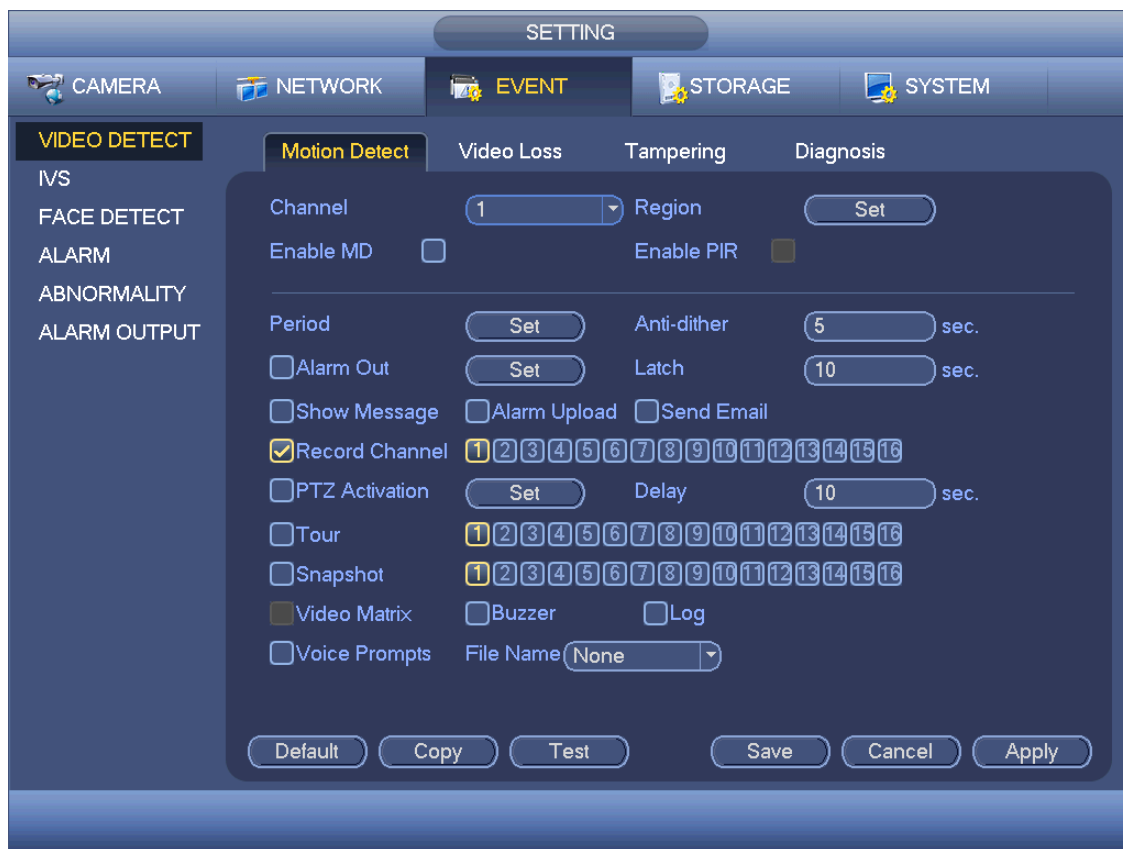 SETTING
CAMERA NETWORK EVENT STORAGE SYSTEM
VIDEO DETECT
IVS
FACE DETECT
ALARM
ABNORMALITY
ALARM OUTPUT
Motion Detect Video Loss Tampering Diagnosis
Channel 1 Region Set
Enable MD Enable PIR
Period Set Anti-dither 5 sec.
Alarm Out Set Latch 10 sec.
Show Message Alarm Upload Send Email
Record Channel 1 2 3 4 5 6 7 8 9 10 11 12 13 14 15 16
PTZ Activation Set Delay 10 sec.
Tour 1 2 3 4 5 6 7 8 9 10 11 12 13 14 15 16
Snapshot 1 2 3 4 5 6 7 8 9 10 11 12 13 14 15 16
Video Matrix Buzzer Log
Voice Prompts File Name None
Default Copy Test Save Cancel Apply